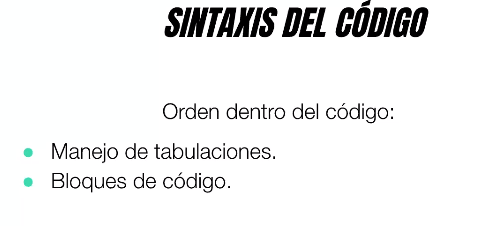 SINTAXIS DEL CÓDIGO
Orden dentro del código:
Manejo de tabulaciones.
Bloques de código.